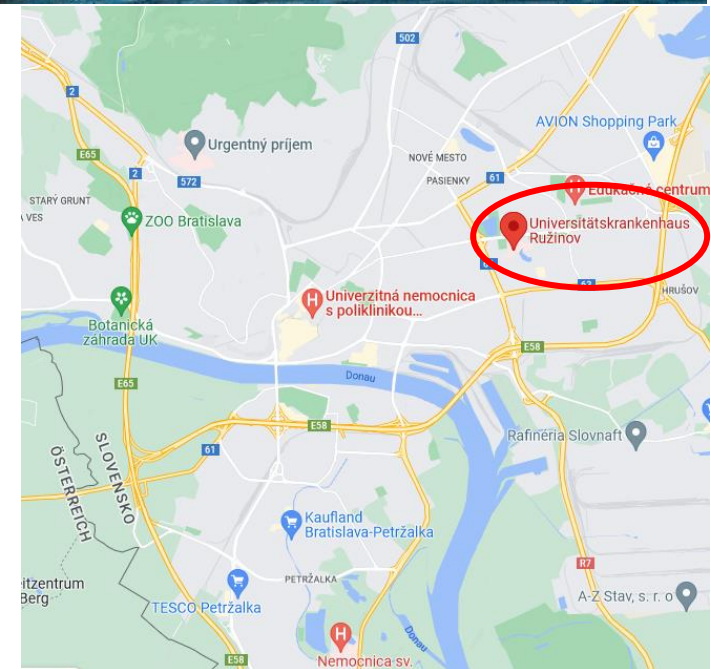 502
2
AVION Shopping Park
Urgentný príjem
E65
NOVÉ MESTO
2
572
PASIENKY
61
Edukačné centrum
STARÝ GRUNT
VES
ZOO Bratislava
Universitätskrankenhaus
Ružinov
63
HRUŠOV
Univerzitná nemocnica
s poliklinikou...
Botanická
záhrada UK
E58
Donau
E65
E58
61
Rafinéria Slovnaft
SLOVENSKO
ÖSTERREICH
Kaufland
Bratislava-Petržalka
R7
PETRŽALKA
itzentrum
Berg
TESCO Petržalka
A-Z Stav, s. r. o
Donau
E58
Nemocnica sv.